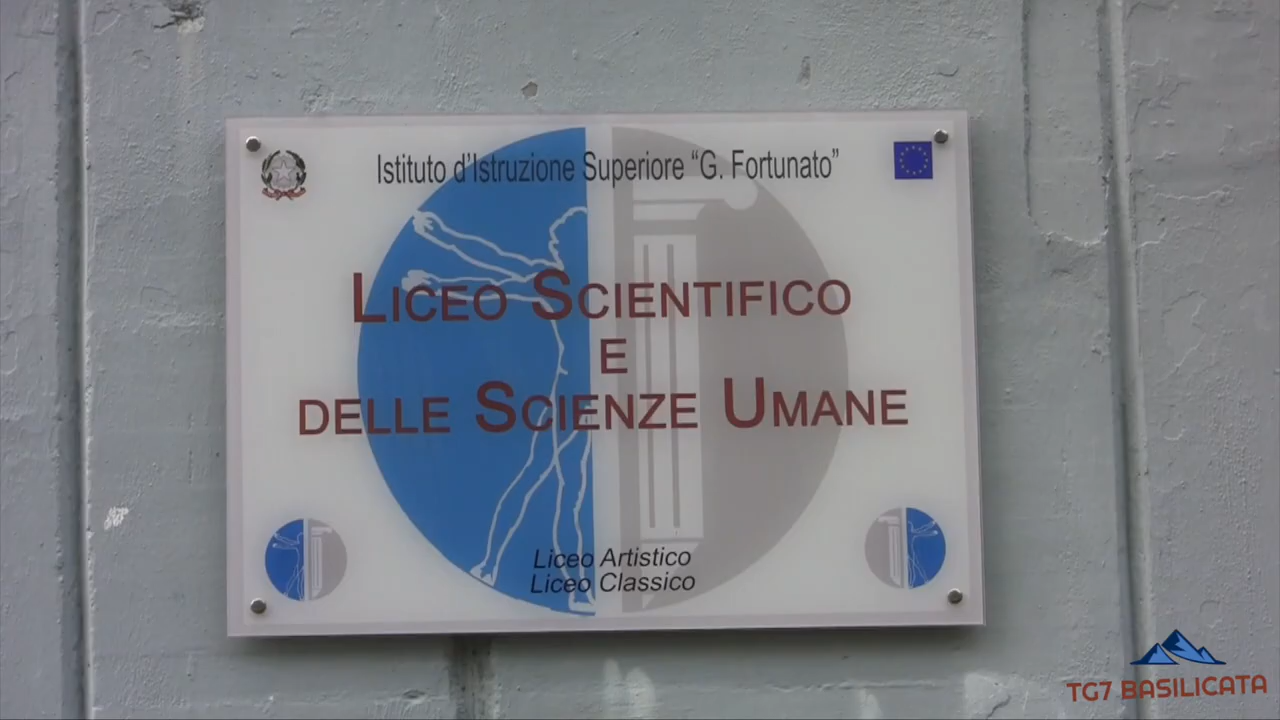 Istituto d'Istruzione Superiore "G. Fortunato"
LICEO SCIENTIFICO
E
DELLE SCIENZE UMANE
Liceo Artistico
Liceo Classico
TG7 BASILICATA